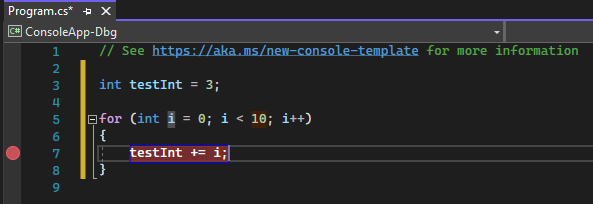 Program.cs*
C# ConsoleApp-Dbg
1 // See https://aka.ms/new-console-template for more information
2
3 int testInt = 3;
4
5 for (int i = 0; i < 10; i++)
6 {
7 testInt += i;
8 }
9